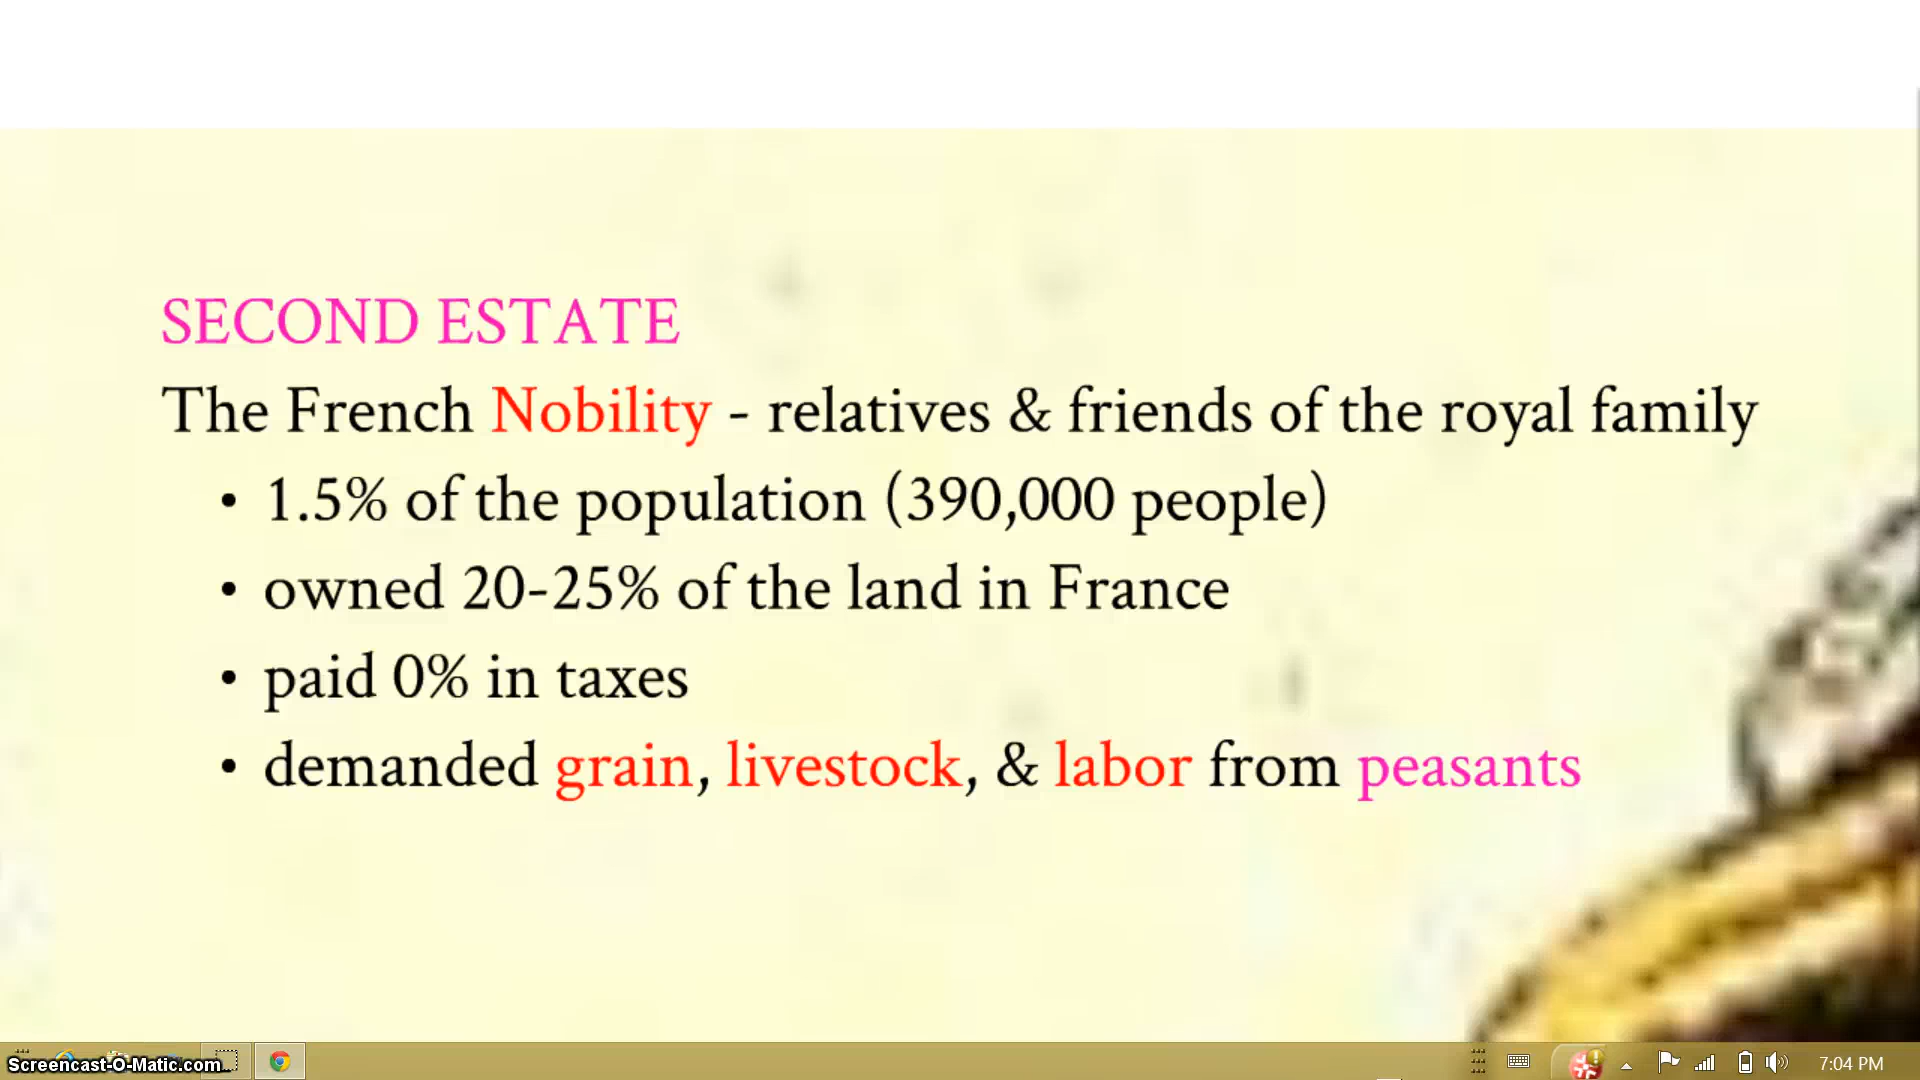 SECOND ESTATE
The French Nobility - relatives & friends of the royal family
• 1.5% of the population (390,000 people)
• owned 20-25% of the land in France
• paid 0% in taxes
• demanded grain, livestock, & labor from peasants
Screencast-O-Matic.com
7:04 PM